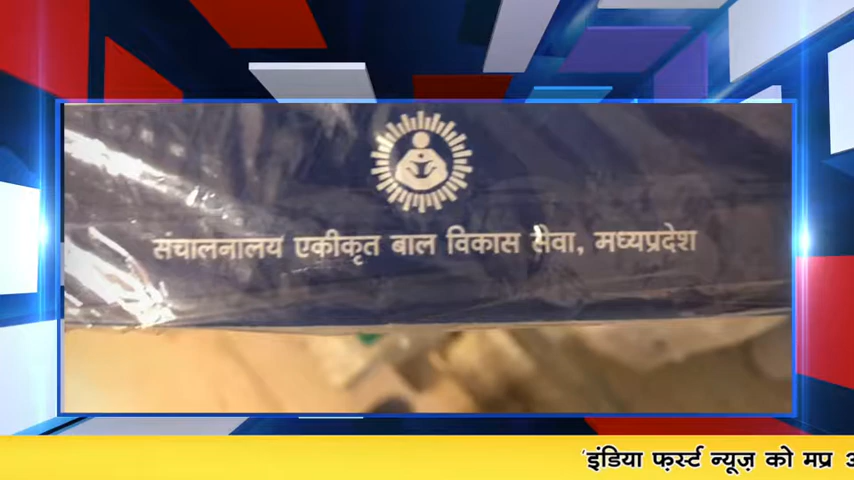 संचालनालय एकीकृत बाल विकास सेवा, मध्यप्रदेश
'इंडिया फ़र्स्ट न्यूज़ को मप्र